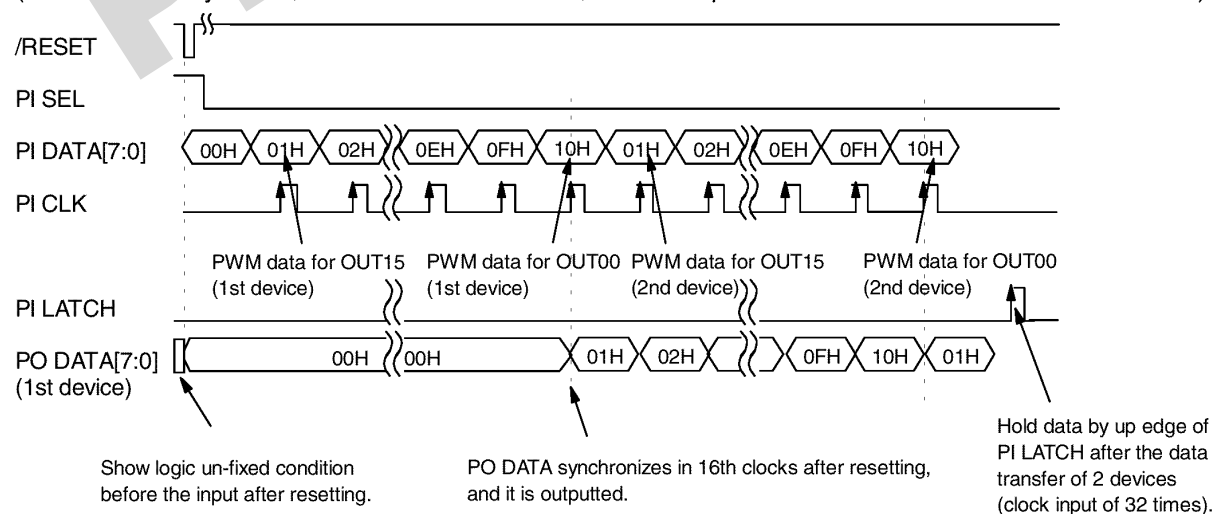 /RESET
PI SEL
PI DATA[7:0]
00H 01H 02H 0EH 0FH 10H 01H 02H 0EH 0FH 10H
PI CLK
PWM data for OUT15
(1st device)
PWM data for OUT00
(1st device)
PWM data for OUT15
(2nd device)
PWM data for OUT00
(2nd device)
PI LATCH
PO DATA[7:0]
(1st device)
00H 00H 01H 02H 0FH 10H 01H
Show logic un-fixed condition
before the input after resetting.
PO DATA synchronizes in 16th clocks after resetting,
and it is outputted.
Hold data by up edge of
PI LATCH after the data
transfer of 2 devices
(clock input of 32 times).